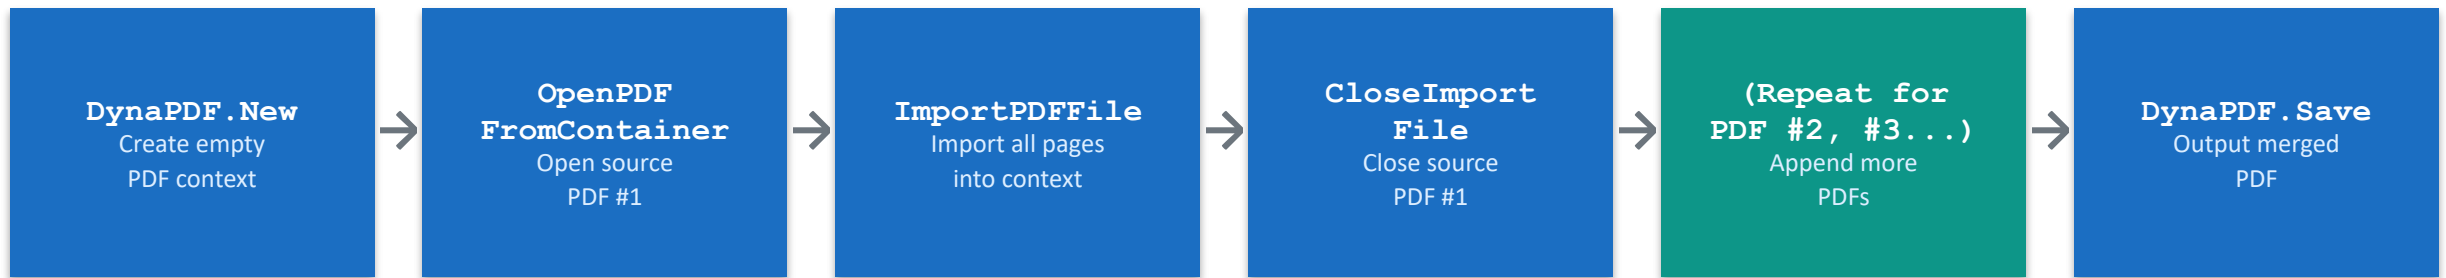 DynaPDF.New
Create empty
PDF context
OpenPDF
FromContainer
Open source
PDF #1
ImportPDFFile
Import all pages
into context
CloseImport
File
Close source
PDF #1
(Repeat for
PDF #2, #3...)
Append more
PDFs
DynaPDF.Save
Output merged
PDF